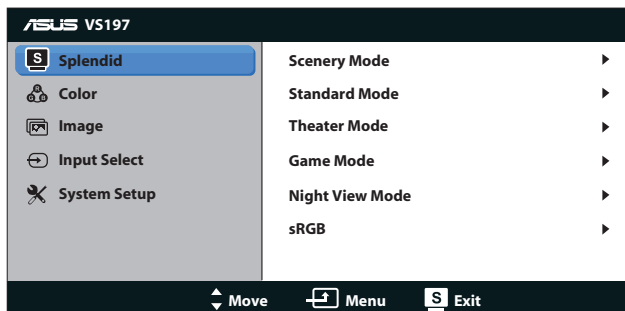 ASUS VS197
S Splendid
Color
Image
Input Select
System Setup
Scenery Mode
Standard Mode
Theater Mode
Game Mode
Night View Mode
sRGB
Move Menu S Exit